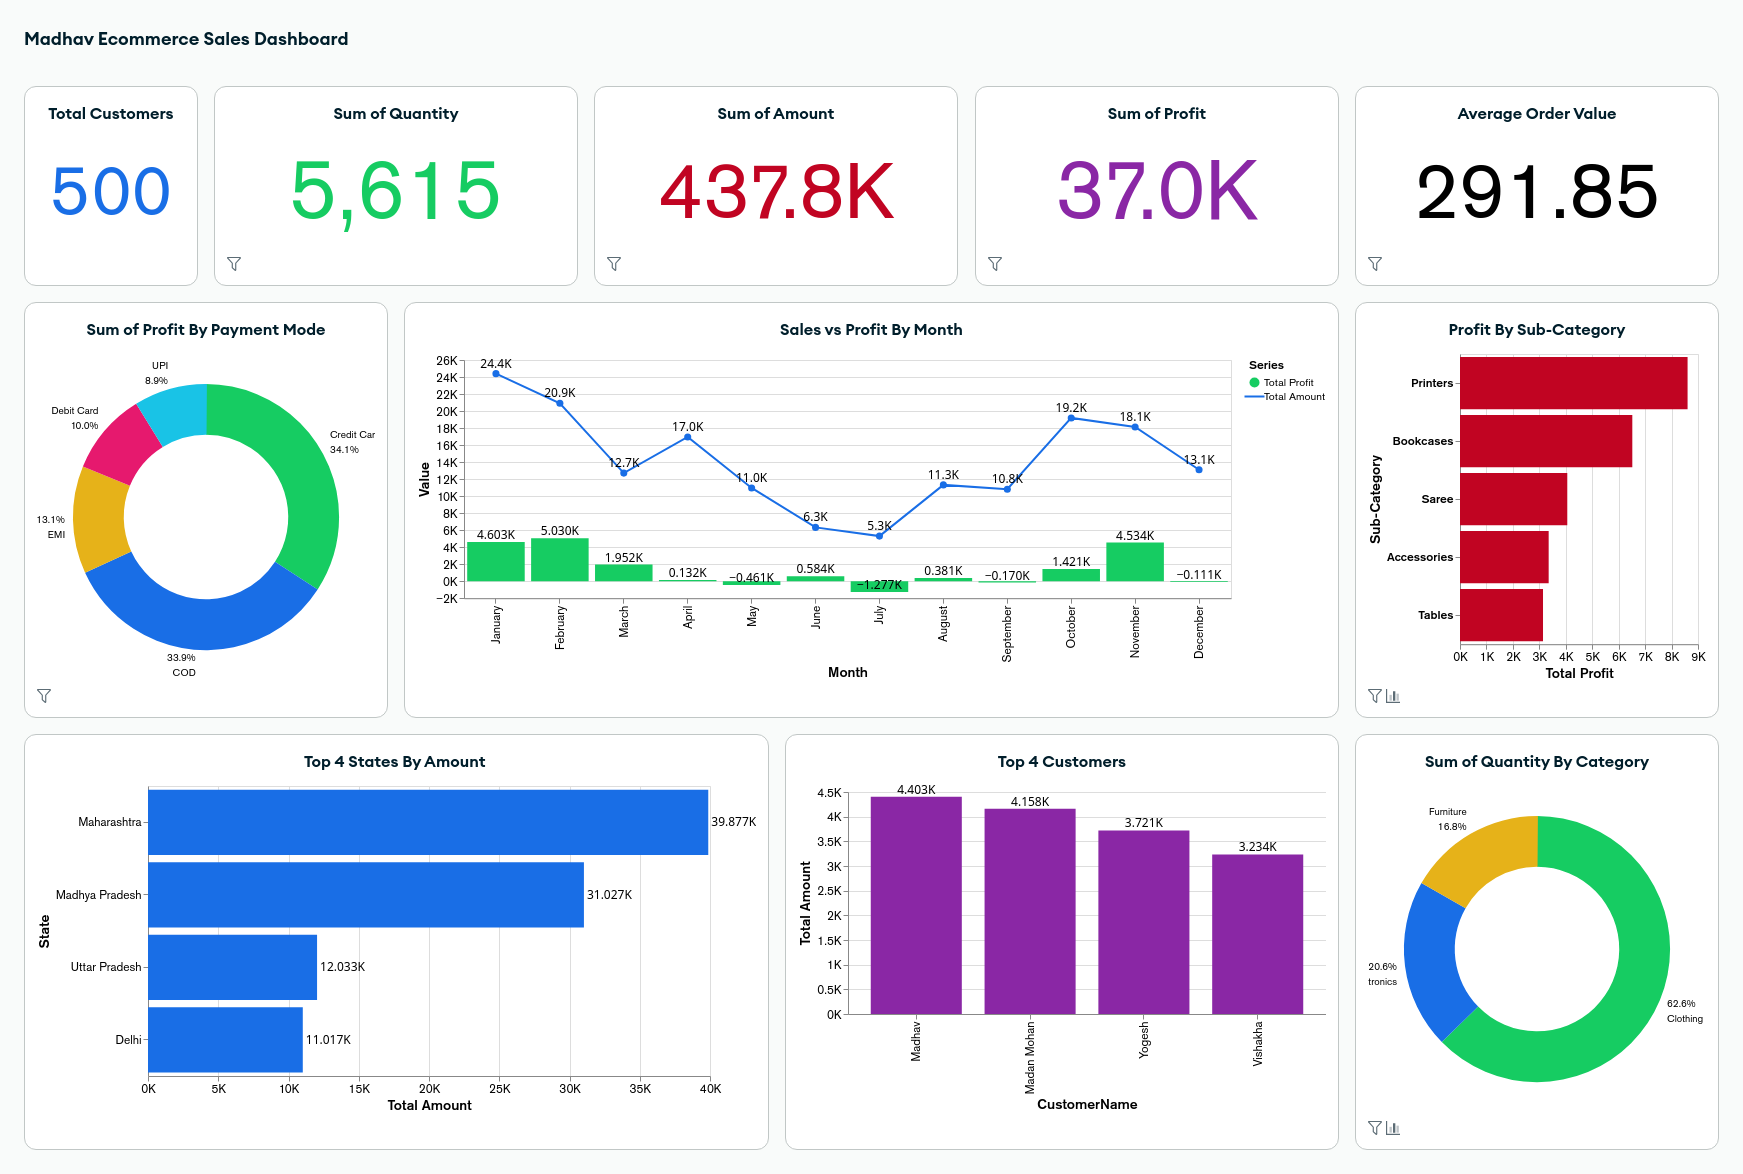 Madhav Ecommerce Sales Dashboard
Total Customers
500
Sum of Quantity
5,615
Sum of Amount
437.8K
Sum of Profit
37.0K
Average Order Value
291.85
Sum of Profit By Payment Mode
UPI
8.9%
Debit Card
10.0%
Credit Car
34.1%
13.1%
EMI
33.9%
COD
Sales vs Profit By Month
Value
26K
24K
22K
20K
18K
16K
14K
12K
10K
8K
6K
4K
2K
0K
−2K
24.4K
20.9K
12.7K
17.0K
11.0K
6.3K
5.3K
11.3K
10.8K
19.2K
18.1K
13.1K
4.603K
5.030K
1.952K
0.132K
−0.461K
0.584K
−1.277K
0.381K
−0.170K
1.421K
4.534K
−0.111K
January
February
March
April
May
June
July
August
September
October
November
December
Month
Series
Total Profit
Total Amount
Profit By Sub-Category
Sub-Category
Printers
Bookcases
Saree
Accessories
Tables
0K 1K 2K 3K 4K 5K 6K 7K 8K 9K
Total Profit
Top 4 States By Amount
State
Maharashtra
39.877K
Madhya Pradesh
31.027K
Uttar Pradesh
12.033K
Delhi
11.017K
0K 5K 10K 15K 20K 25K 30K 35K 40K
Total Amount
Top 4 Customers
Total Amount
4.5K
4K
3.5K
3K
2.5K
2K
1.5K
1K
0.5K
0K
4.403K
4.158K
3.721K
3.234K
Madhav
Madan Mohan
Yogesh
Vishakha
CustomerName
Sum of Quantity By Category
Furniture
16.8%
20.6%
tronics
62.6%
Clothing